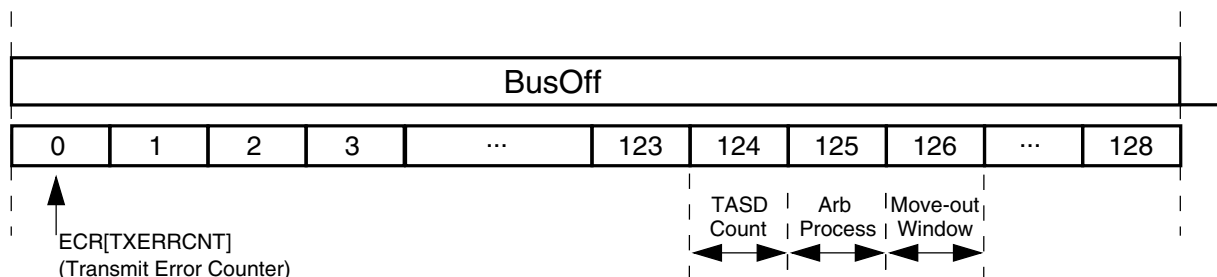 BusOff
0 1 2 3 ... 123 124 125 126 ... 128
TASD Count
Arb Process
Move-out Window
ECR[TXERRCNT]
(Transmit Error Counter)